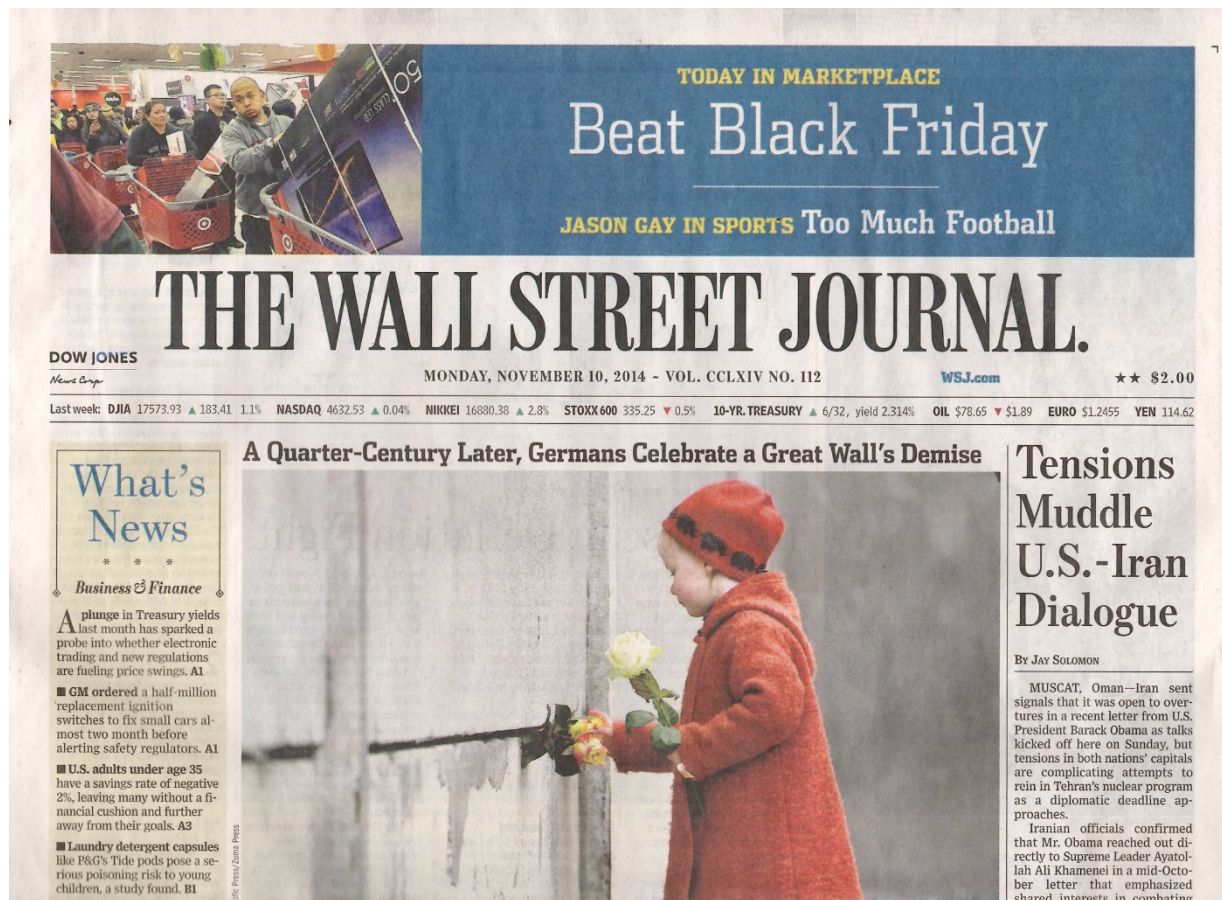 TODAY IN MARKETPLACE
Beat Black Friday
JASON GAY IN SPORTS Too Much Football
50
CLASS LED
THE WALL STREET JOURNAL.
DOW JONES
News Corp
MONDAY, NOVEMBER 10, 2014 ~ VOL. CCLXIV NO. 112
WSJ.com
★★ $2.00
Last week: DJIA 17573.93 ▲ 183.41 1.1% NASDAQ 4632.53 ▲ 0.04% NIKKEI 16880.38 ▲ 2.8% STOXX 600 335.25 ▼ 0.5% 10-YR. TREASURY ▲ 6/32, yield 2.314% OIL $78.65 ▼ $1.89 EURO $1.2455 YEN 114.62
What's
News
* * *
Business & Finance
A plunge in Treasury yields
last month has sparked a
probe into whether electronic
trading and new regulations
are fueling price swings. A1
■ GM ordered a half-million
replacement ignition
switches to fix small cars al-
most two month before
alerting safety regulators. A1
■ U.S. adults under age 35
have a savings rate of negative
2%, leaving many without a fi-
nancial cushion and further
away from their goals. A3
■ Laundry detergent capsules
like P&G's Tide pods pose a se-
rious poisoning risk to young
children, a study found. B1
A Quarter-Century Later, Germans Celebrate a Great Wall's Demise
fic Press/Zuma Press
Tensions
Muddle
U.S.-Iran
Dialogue
BY JAY SOLOMON
MUSCAT, Oman—Iran sent
signals that it was open to over-
tures in a recent letter from U.S.
President Barack Obama as talks
kicked off here on Sunday, but
tensions in both nations' capitals
are complicating attempts to
rein in Tehran's nuclear program
as a diplomatic deadline ap-
proaches.
Iranian officials confirmed
that Mr. Obama reached out di-
rectly to Supreme Leader Ayatol-
lah Ali Khamenei in a mid-Octo-
ber letter that emphasized
shared interests in combating